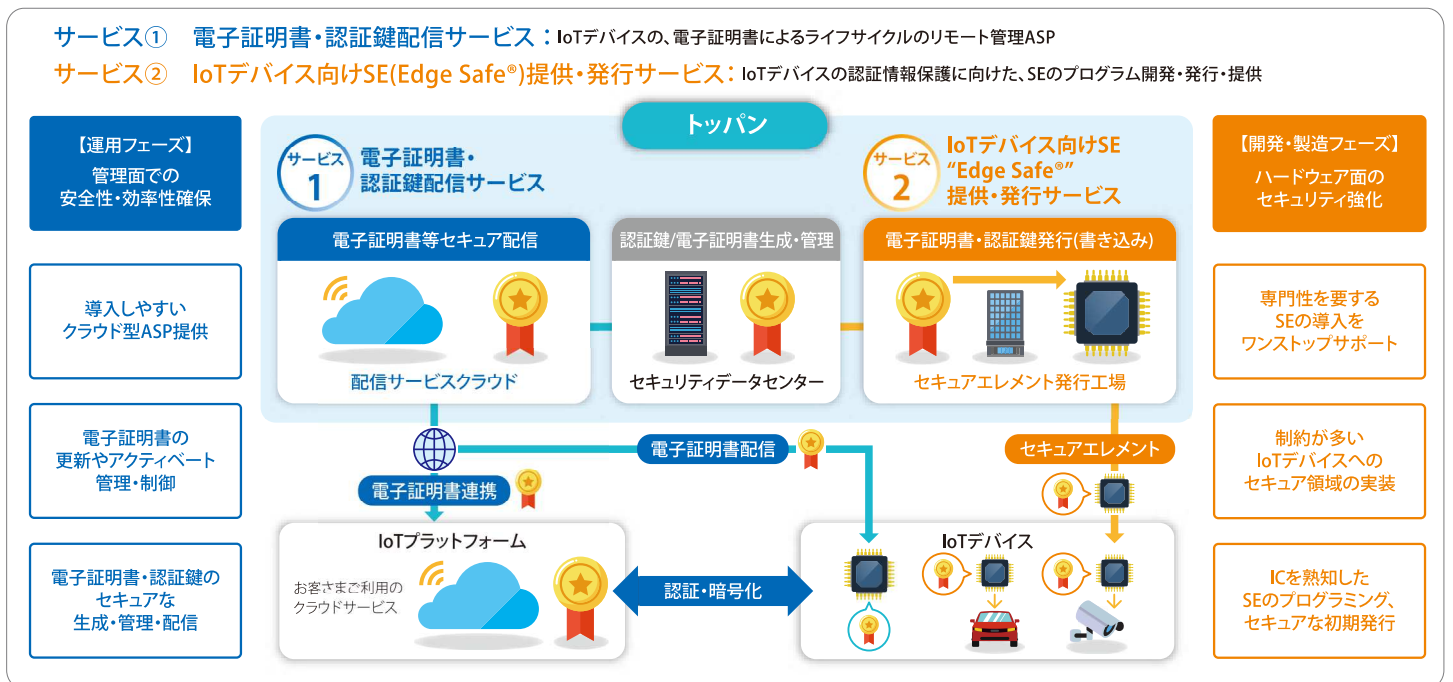 サービス① 電子証明書・認証鍵配信サービス：IoTデバイスの、電子証明書によるライフサイクルのリモート管理ASP
サービス② IoTデバイス向けSE(Edge Safe®)提供・発行サービス：IoTデバイスの認証情報保護に向けた、SEのプログラム開発・発行・提供
トッパン
【運用フェーズ】
管理面での
安全性・効率性確保
導入しやすい
クラウド型ASP提供
電子証明書の
更新やアクティベート
管理・制御
電子証明書・認証鍵の
セキュアな
生成・管理・配信
サービス
1
電子証明書・
認証鍵配信サービス
サービス
2
IoTデバイス向けSE
“Edge Safe®”
提供・発行サービス
電子証明書等セキュア配信
配信サービスクラウド
認証鍵/電子証明書生成・管理
セキュリティデータセンター
電子証明書・認証鍵発行(書き込み)
セキュアエレメント発行工場
電子証明書配信
セキュアエレメント
電子証明書連携
IoTプラットフォーム
お客さまご利用の
クラウドサービス
認証・暗号化
IoTデバイス
【開発・製造フェーズ】
ハードウェア面の
セキュリティ強化
専門性を要する
SEの導入を
ワンストップサポート
制約が多い
IoTデバイスへの
セキュア領域の実装
ICを熟知した
SEのプログラミング、
セキュアな初期発行